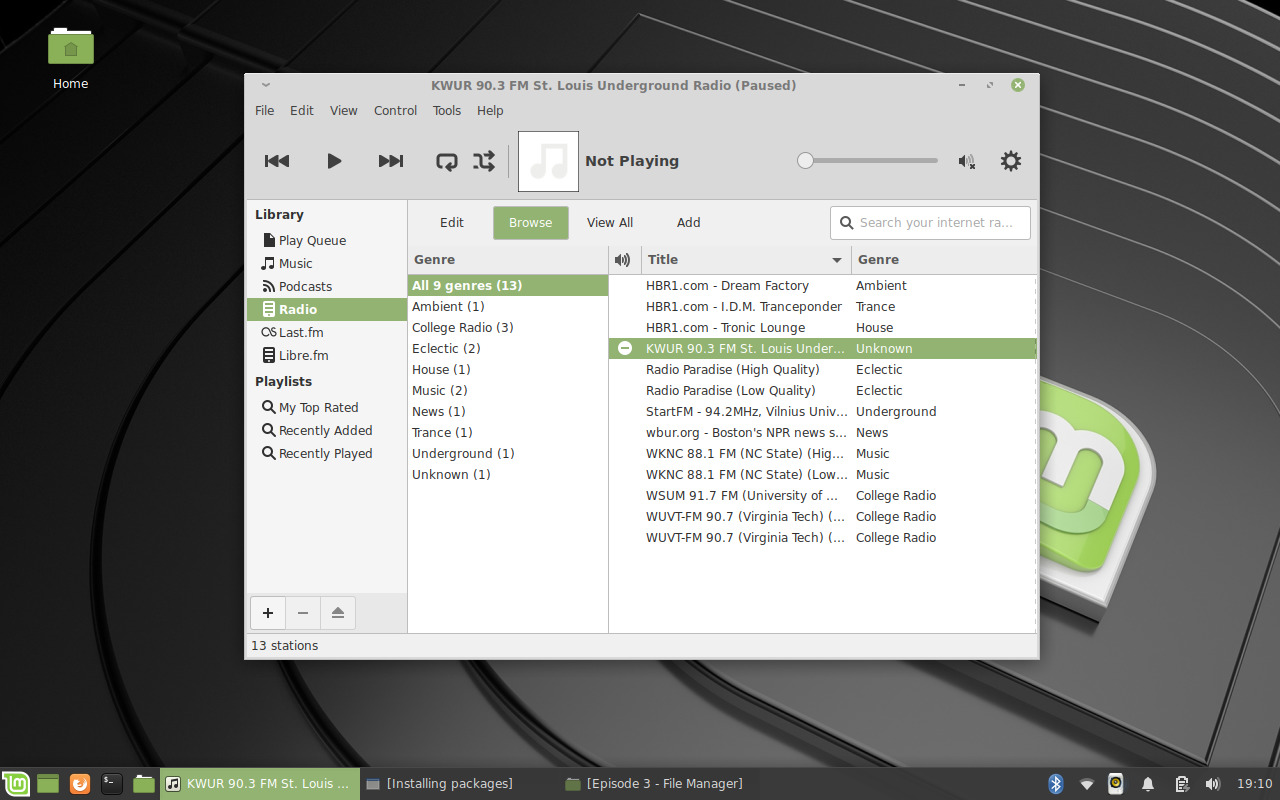 Home
KWUR 90.3 FM St. Louis Underground Radio (Paused)
File Edit View Control Tools Help
Not Playing
Library
Play Queue
Music
Podcasts
Radio
Last.fm
Libre.fm
Playlists
My Top Rated
Recently Added
Recently Played
Edit Browse View All Add Search your internet ra...
Genre
All 9 genres (13)
Ambient (1)
College Radio (3)
Eclectic (2)
House (1)
Music (2)
News (1)
Trance (1)
Underground (1)
Unknown (1)
Title Genre
HBR1.com - Dream Factory Ambient
HBR1.com - I.D.M. Tranceponder Trance
HBR1.com - Tronic Lounge House
KWUR 90.3 FM St. Louis Under... Unknown
Radio Paradise (High Quality) Eclectic
Radio Paradise (Low Quality) Eclectic
StartFM - 94.2MHz, Vilnius Univ... Underground
wbur.org - Boston's NPR news s... News
WKNC 88.1 FM (NC State) (Hig... Music
WKNC 88.1 FM (NC State) (Low... Music
WSUM 91.7 FM (University of ... College Radio
WUVT-FM 90.7 (Virginia Tech) (... College Radio
WUVT-FM 90.7 (Virginia Tech) (... College Radio
13 stations
KWUR 90.3 FM St. Louis ... [Installing packages] [Episode 3 - File Manager] 19:10